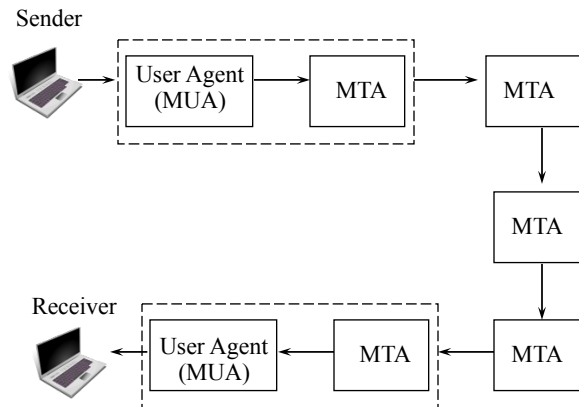 Sender
User Agent
(MUA)
MTA
MTA
MTA
Receiver
User Agent
(MUA)
MTA
MTA